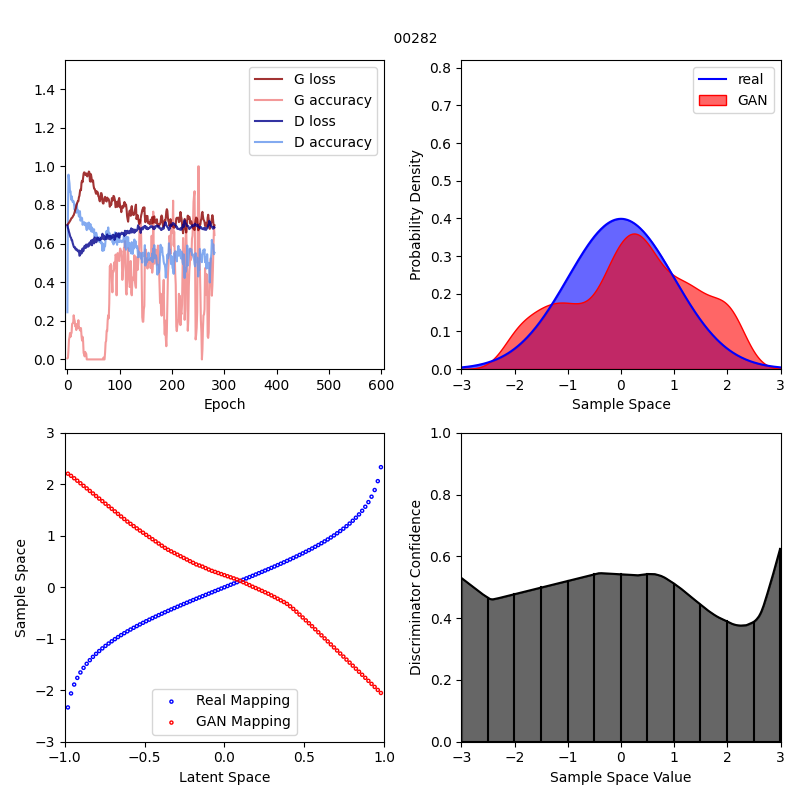 00282
G loss
G accuracy
D loss
D accuracy
1.4
1.2
1.0
0.8
0.6
0.4
0.2
0.0
0 100 200 300 400 500 600
Epoch
real
GAN
Probability Density
0.8
0.7
0.6
0.5
0.4
0.3
0.2
0.1
0.0
−3 −2 −1 0 1 2 3
Sample Space
Sample Space
3
2
1
0
−1
−2
−3
Real Mapping
GAN Mapping
−1.0 −0.5 0.0 0.5 1.0
Latent Space
Discriminator Confidence
1.0
0.8
0.6
0.4
0.2
0.0
−3 −2 −1 0 1 2 3
Sample Space Value